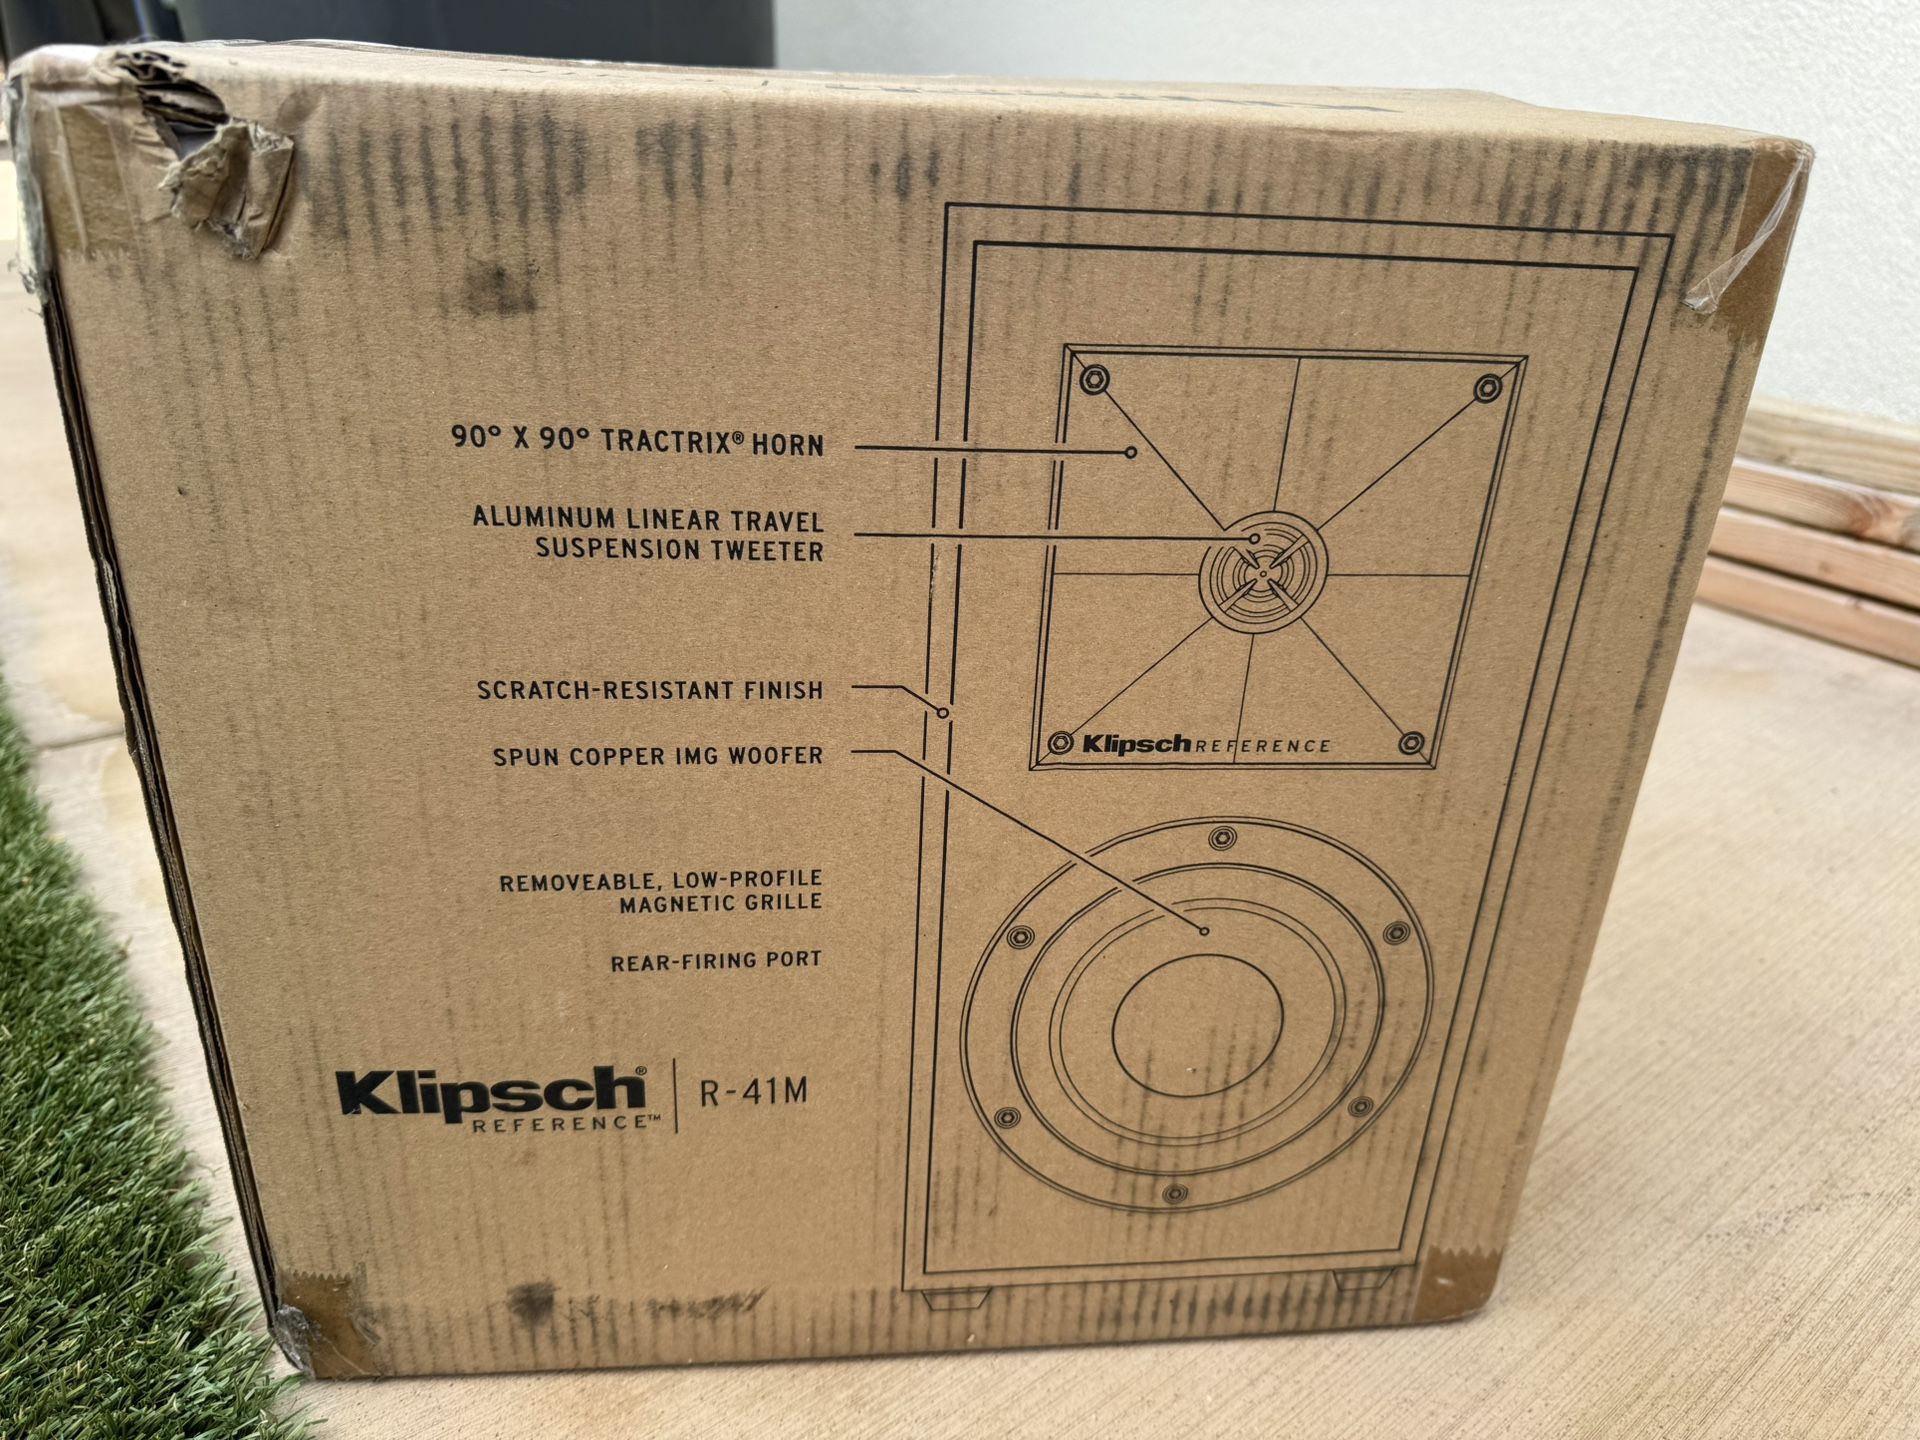 90° X 90° TRACTRIX® HORN
ALUMINUM LINEAR TRAVEL
SUSPENSION TWEETER
SCRATCH-RESISTANT FINISH
SPUN COPPER IMG WOOFER
REMOVEABLE, LOW-PROFILE
MAGNETIC GRILLE
REAR-FIRING PORT
Klipsch REFERENCE
Klipsch® | R-41M
REFERENCE™